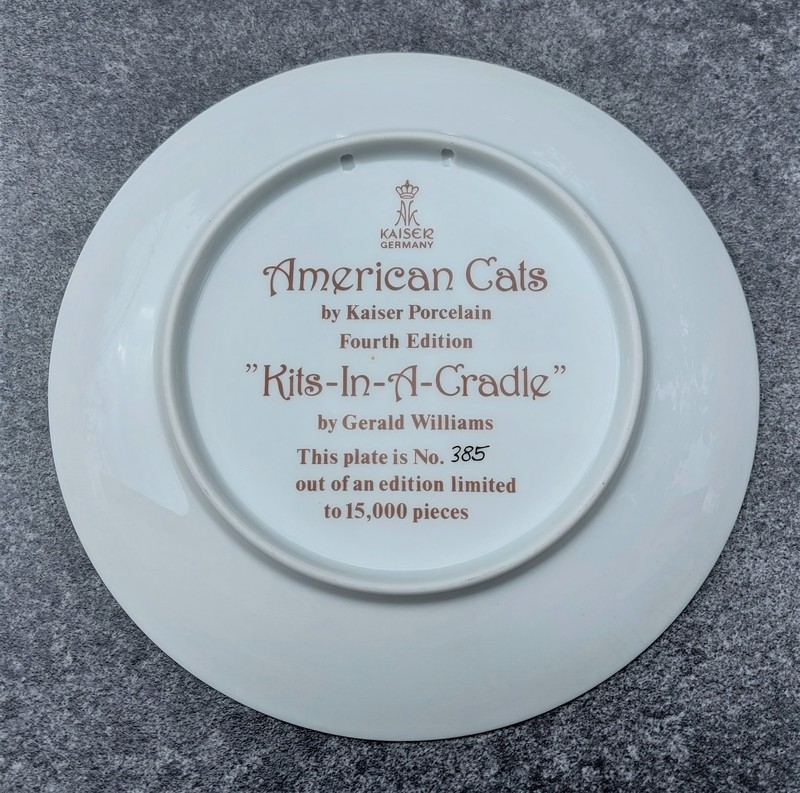 AK
KAISER
GERMANY
American Cats
by Kaiser Porcelain
Fourth Edition
"Kits-In-A-Cradle"
by Gerald Williams
This plate is No. 385
out of an edition limited
to 15,000 pieces